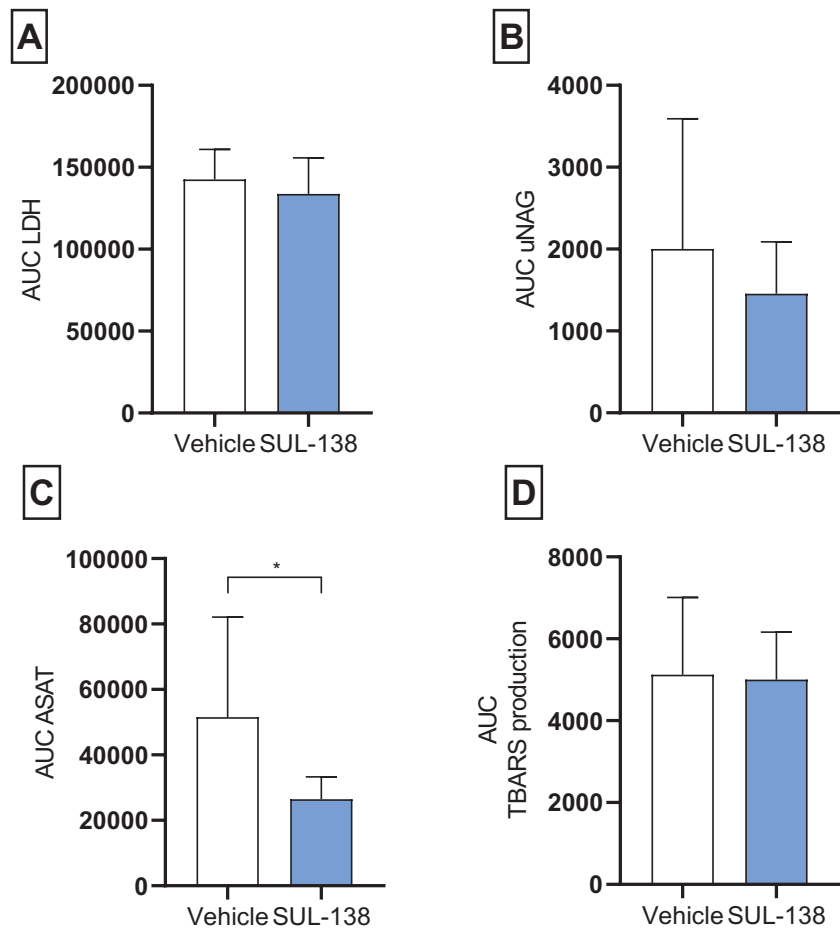 A
200000
150000
100000
50000
0
AUC LDH
Vehicle SUL-138
B
4000
3000
2000
1000
0
AUC uNAG
Vehicle SUL-138
C
100000
80000
60000
40000
20000
0
AUC ASAT
*
Vehicle SUL-138
D
8000
6000
4000
2000
0
AUC
TBARS production
Vehicle SUL-138